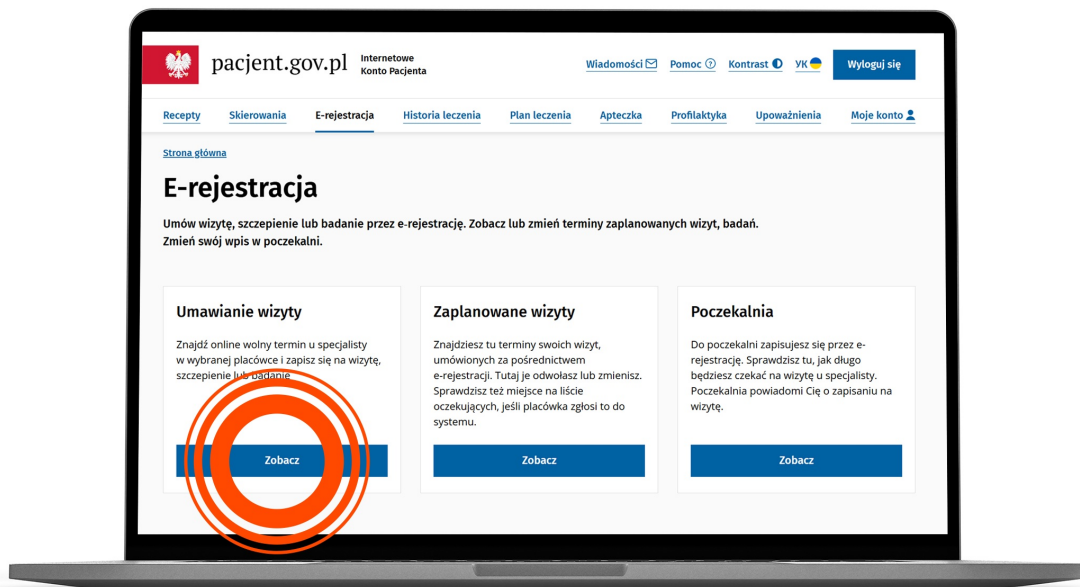 pacjent.gov.pl
Internetowe
Konto Pacjenta
Wiadomości Pomoc Kontrast УК Wyloguj się
Recepty Skierowania E-rejestracja Historia leczenia Plan leczenia Apteczka Profilaktyka Upoważnienia Moje konto
Strona główna
E-rejestracja
Umów wizytę, szczepienie lub badanie przez e-rejestrację. Zobacz lub zmień terminy zaplanowanych wizyt, badań.
Zmień swój wpis w poczekalni.
Umawianie wizyty
Znajdź online wolny termin u specjalisty
w wybranej placówce i zapisz się na wizytę,
szczepienie lub badanie
Zobacz
Zaplanowane wizyty
Znajdziesz tu terminy swoich wizyt,
umówionych za pośrednictwem
e-rejestracji. Tutaj je odwołasz lub zmienisz.
Sprawdzisz też miejsce na liście
oczekujących, jeśli placówka zgłosi to do
systemu.
Zobacz
Poczekalnia
Do poczekalni zapisujesz się przez e-
rejestrację. Sprawdzisz tu, jak długo
będziesz czekać na wizytę u specjalisty.
Poczekalnia powiadomi Cię o zapisaniu na
wizytę.
Zobacz